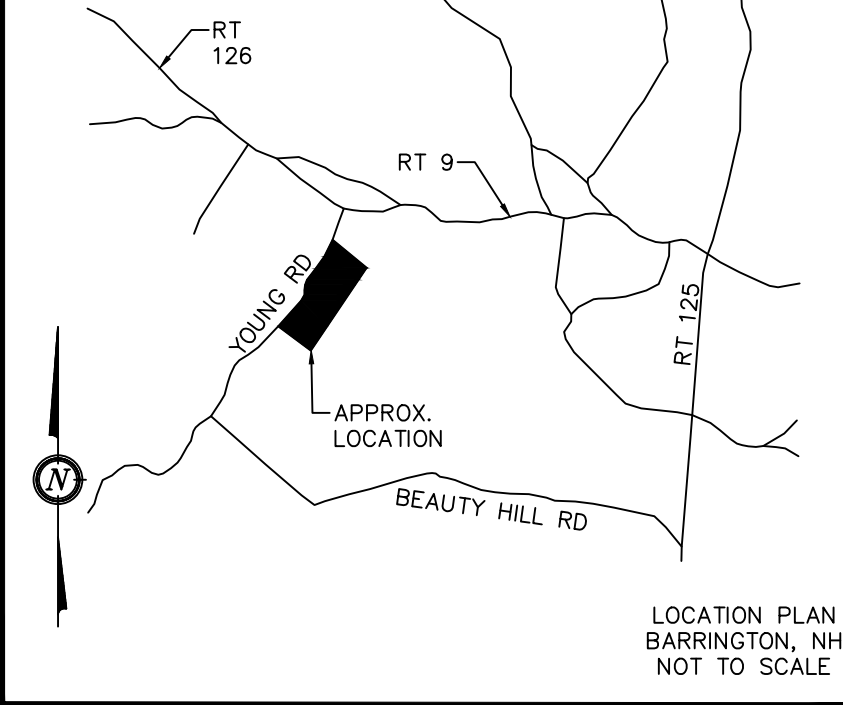 RT
126
RT 9
YOUNG RD
RT 125
APPROX.
LOCATION
N
BEAUTY HILL RD
LOCATION PLAN
BARRINGTON, NH
NOT TO SCALE